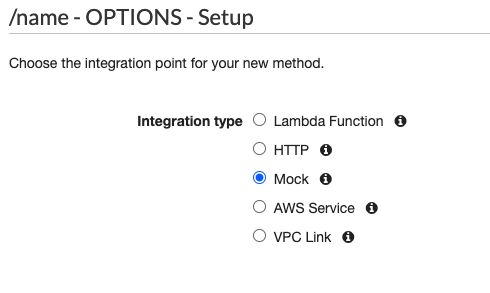 /name - OPTIONS - Setup
Choose the integration point for your new method.
Integration type Lambda Function
HTTP
Mock
AWS Service
VPC Link